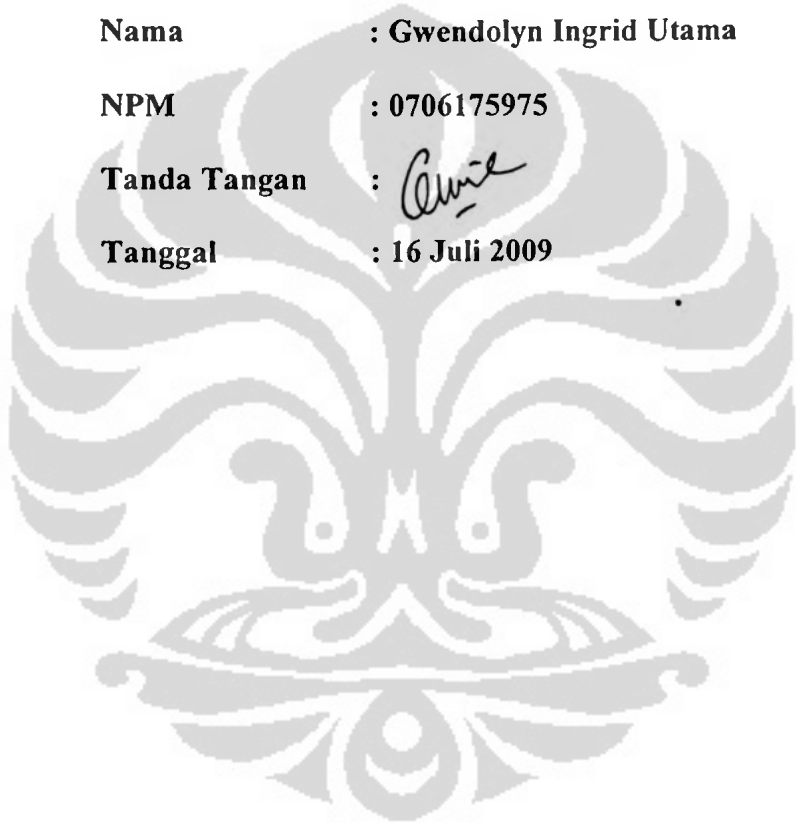 Nama : Gwendolyn Ingrid Utama
NPM : 0706175975
Tanda Tangan :
Tanggal : 16 Juli 2009